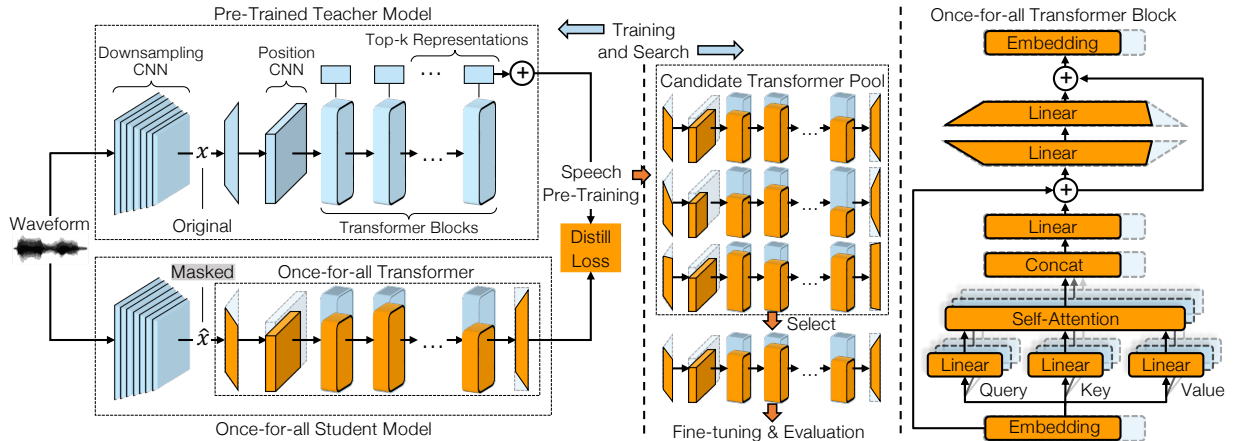 Pre-Trained Teacher Model
Top-k Representations
Downsampling
CNN
Position
CNN
...
x
...
Original
Transformer Blocks
Waveform
Masked
Once-for-all Transformer
x̂
...
...
Once-for-all Student Model
Training
and Search
Speech
Pre-Training
Distill
Loss
Candidate Transformer Pool
...
...
...
Select
...
Fine-tuning & Evaluation
Once-for-all Transformer Block
Embedding
+
Linear
Linear
+
Linear
Concat
Self-Attention
Linear
Linear
Linear
Query
Key
Value
Embedding